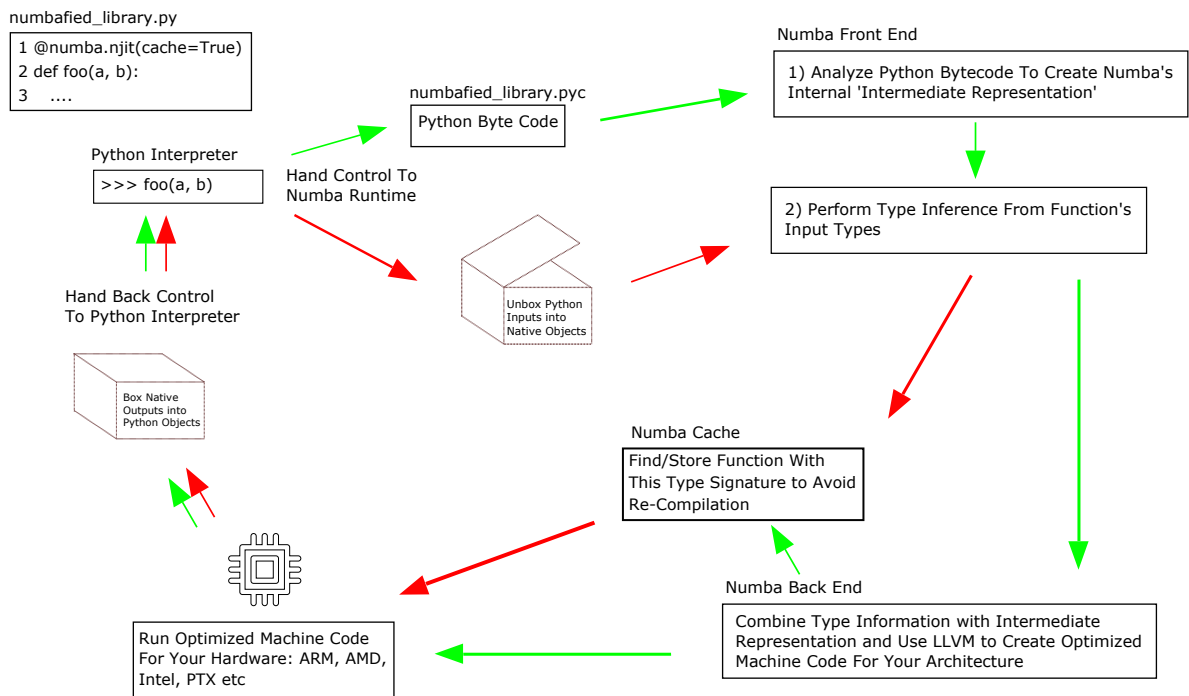 numbafied_library.py
1 @numba.njit(cache=True)
2 def foo(a, b):
3 ....
Python Interpreter
>>> foo(a, b)
numbafied_library.pyc
Python Byte Code
Hand Control To
Numba Runtime
Numba Front End
1) Analyze Python Bytecode To Create Numba's
Internal 'Intermediate Representation'
2) Perform Type Inference From Function's
Input Types
Unbox Python
Inputs into
Native Objects
Hand Back Control
To Python Interpreter
Box Native
Outputs into
Python Objects
Numba Cache
Find/Store Function With
This Type Signature to Avoid
Re-Compilation
Numba Back End
Combine Type Information with Intermediate
Representation and Use LLVM to Create Optimized
Machine Code For Your Architecture
Run Optimized Machine Code
For Your Hardware: ARM, AMD,
Intel, PTX etc